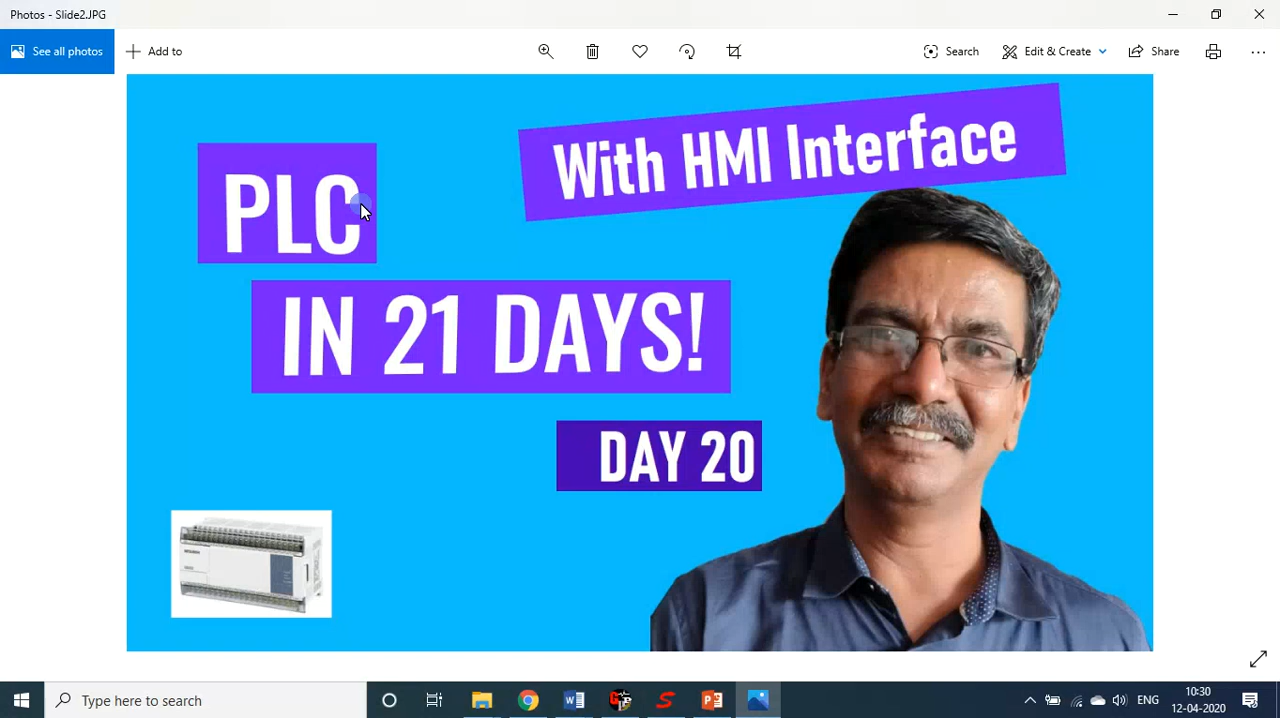 Photos - Slide2.JPG
See all photos
Add to
Search
Edit & Create
Share
With HMI Interface
PLC
IN 21 DAYS!
DAY 20
Type here to search
ENG
10:30
12-04-2020